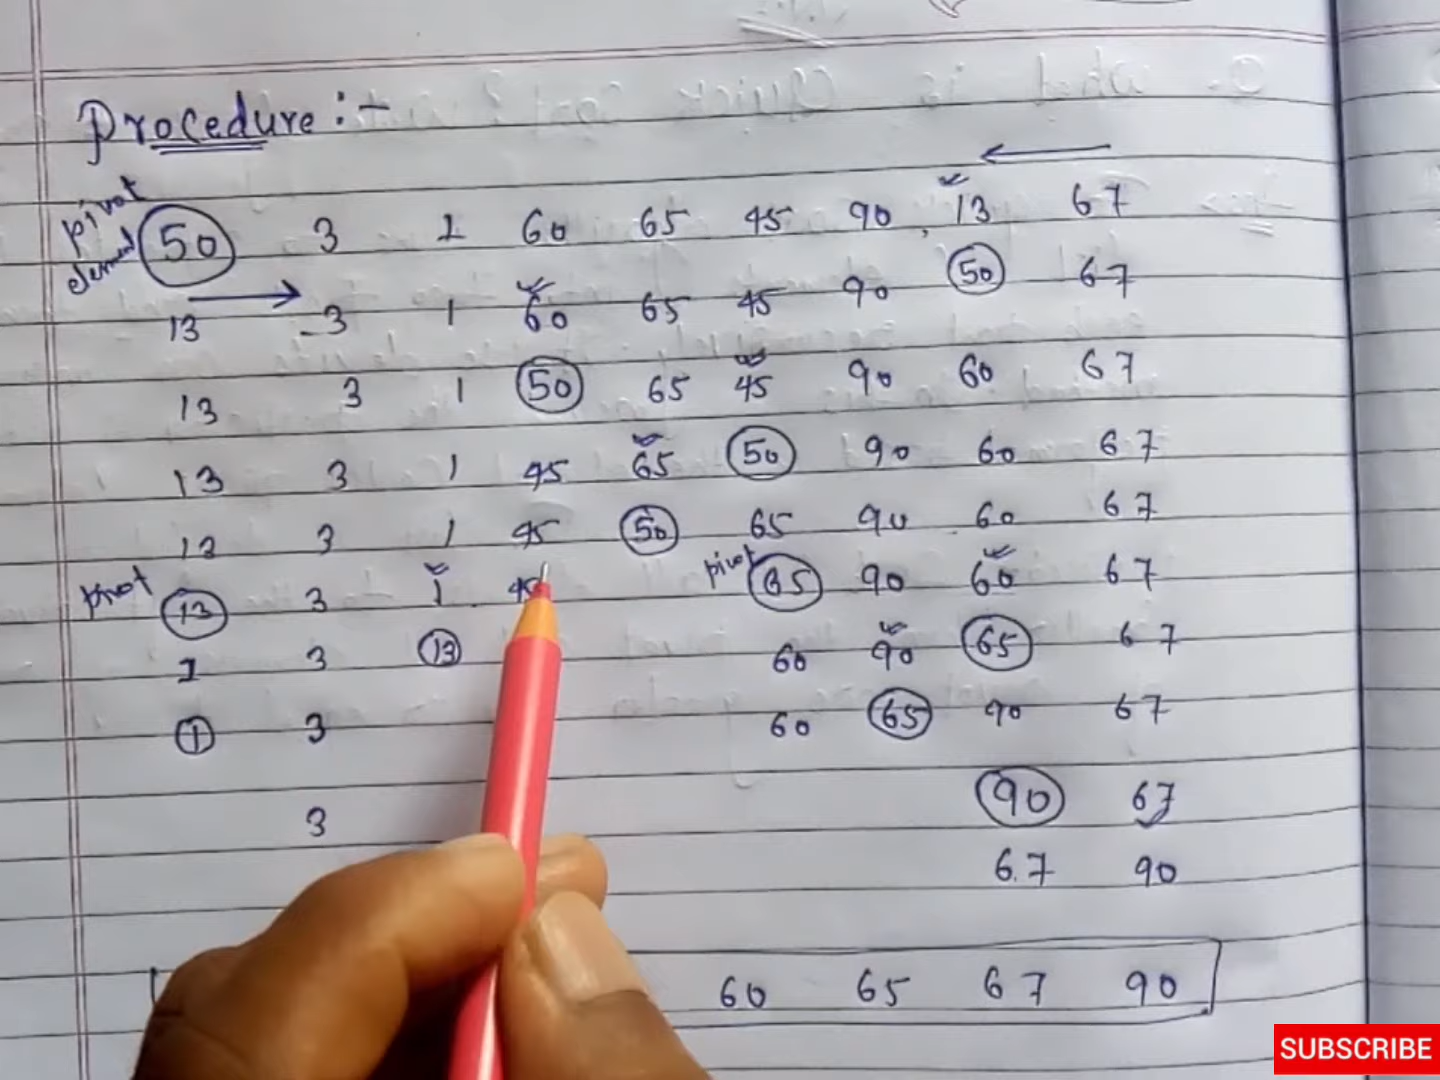 Procedure :-
pivot element 50 3 1 60 65 45 90 13 67
13 3 1 60 65 45 90 50 67
13 3 1 50 65 45 90 60 67
13 3 1 45 65 50 90 60 67
13 3 1 45 50 65 90 60 67
pivot 13 3 1 45 pivot 65 90 60 67
1 3 13 60 90 65 67
1 3 60 65 90 67
3 90 67
67 90
60 65 67 90
SUBSCRIBE